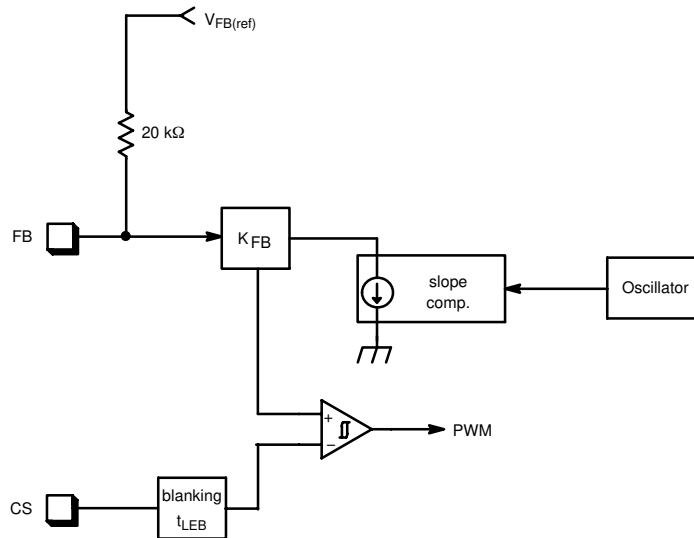 V_FB(ref)
20 kΩ
FB
K_FB
slope
comp.
Oscillator
+
−
PWM
CS
blanking
t_LEB